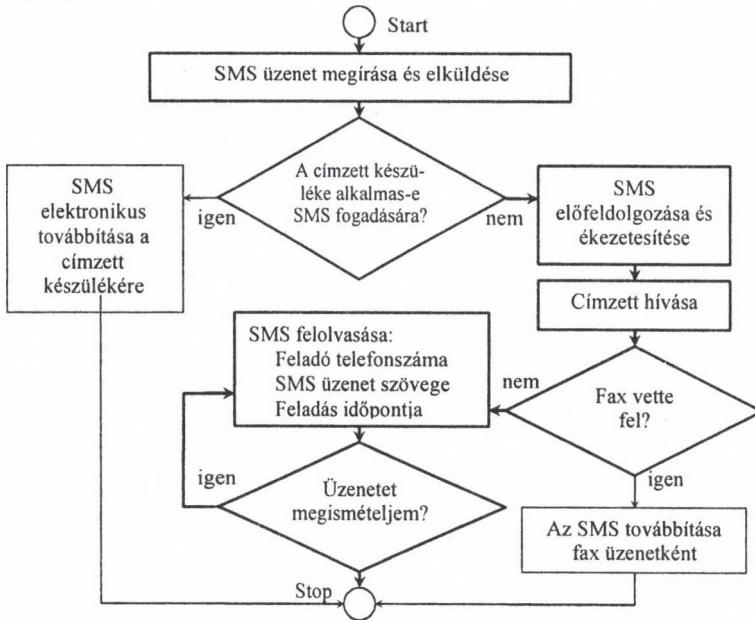 Start
SMS üzenet megírása és elküldése
A címzett készü-
léke alkalmas-e
SMS fogadására?
igen
nem
SMS
elektronikus
továbbítása a
címzett
készülékére
SMS
előfeldolgozása és
ékezetesítése
Címzett hívása
Fax vette
fel?
nem
igen
SMS felolvasása:
Feladó telefonszáma
SMS üzenet szövege
Feladás időpontja
igen
Üzenetet
megismételjem?
Az SMS továbbítása
fax üzenetként
Stop